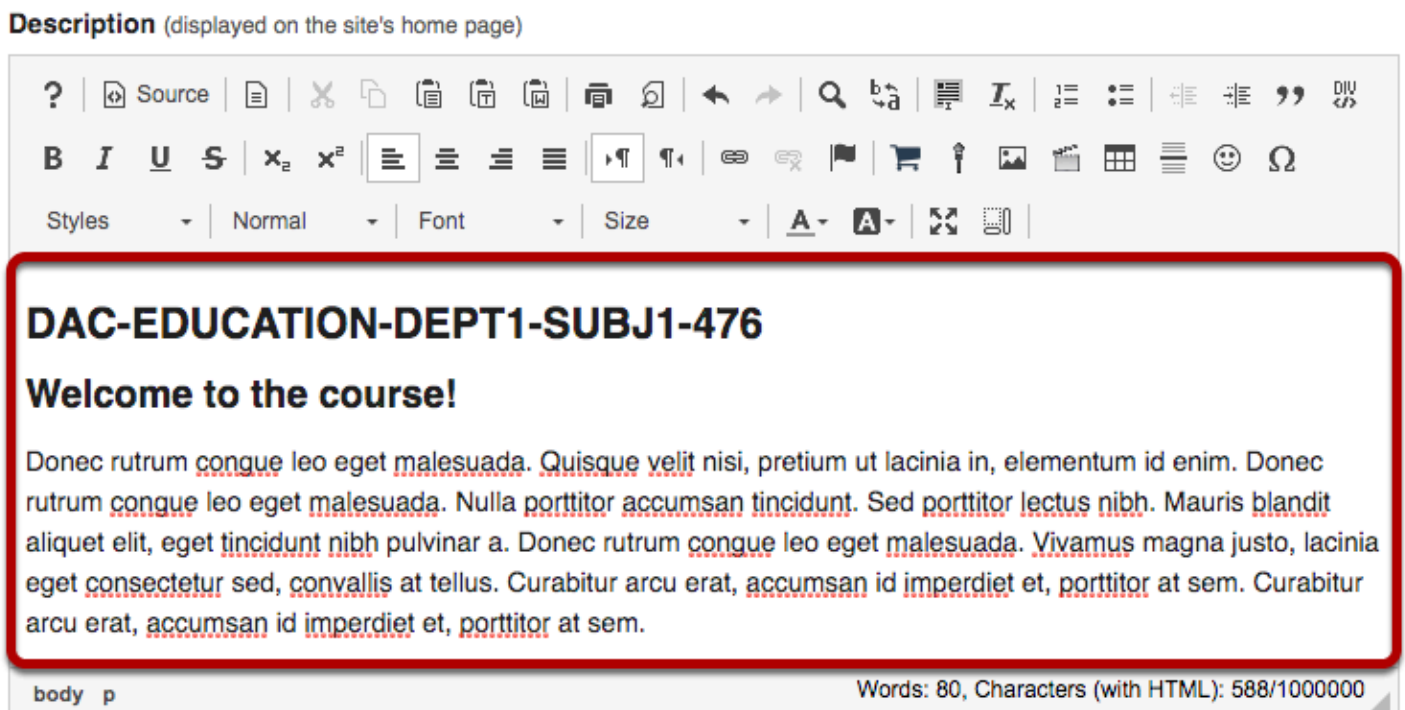 Description (displayed on the site's home page)
? Source
B I U S x₂ x²
Styles Normal Font Size A A
DAC-EDUCATION-DEPT1-SUBJ1-476
Welcome to the course!
Donec rutrum congue leo eget malesuada. Quisque velit nisi, pretium ut lacinia in, elementum id enim. Donec
rutrum congue leo eget malesuada. Nulla porttitor accumsan tincidunt. Sed porttitor lectus nibh. Mauris blandit
aliquet elit, eget tincidunt nibh pulvinar a. Donec rutrum congue leo eget malesuada. Vivamus magna justo, lacinia
eget consectetur sed, convallis at tellus. Curabitur arcu erat, accumsan id imperdiet et, porttitor at sem. Curabitur
arcu erat, accumsan id imperdiet et, porttitor at sem.
body p Words: 80, Characters (with HTML): 588/1000000